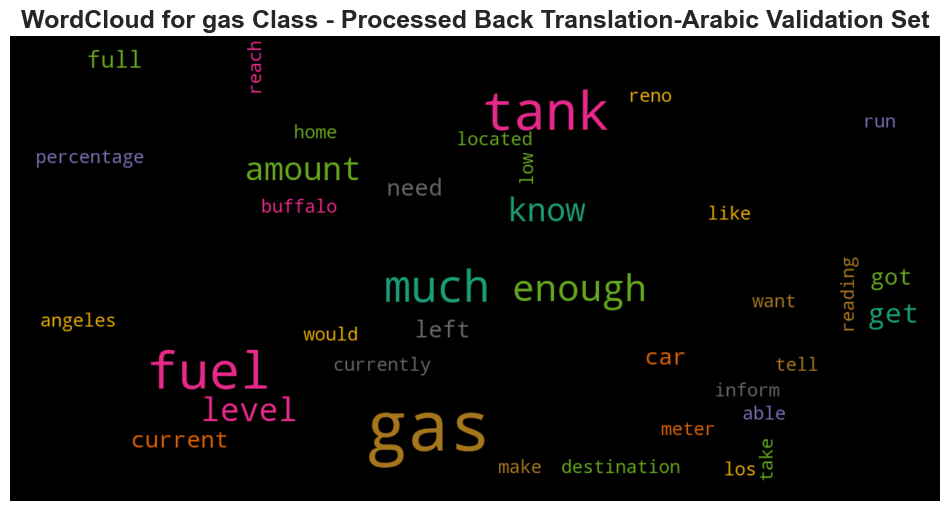 WordCloud for gas Class - Processed Back Translation-Arabic Validation Set
full
reach
tank
reno
run
home
located
percentage
amount
low
need
buffalo
know
like
much
enough
reading
got
want
get
angeles
would
left
currently
car
tell
fuel
inform
level
able
current
gas
meter
make
destination
los
take